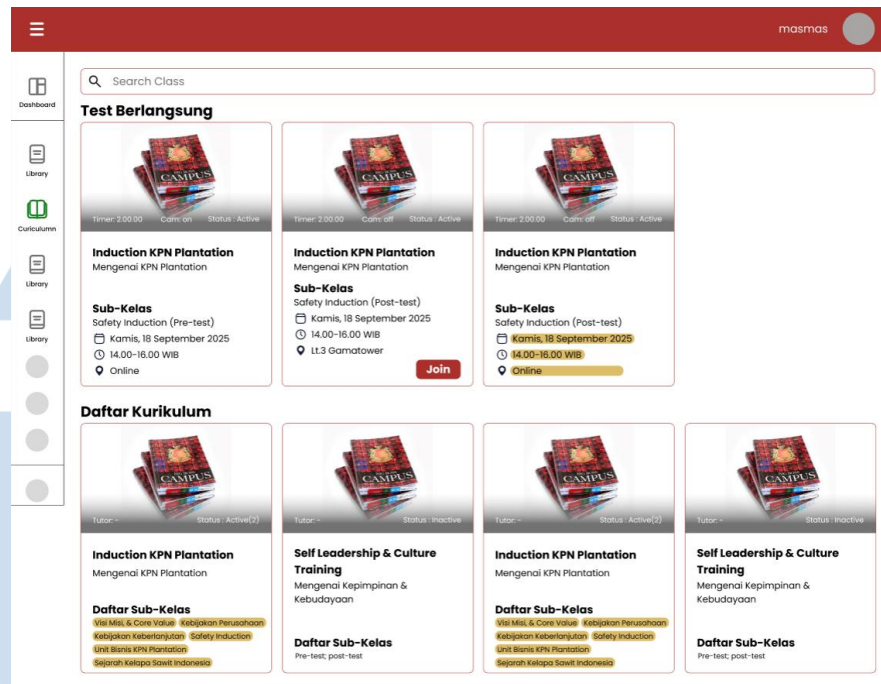 masmas
Search Class
Dashboard
Library
Curiculumn
Library
Library
Test Berlangsung
CAMPUS
Timer: 2.00.00 Cam: on Status : Active
Induction KPN Plantation
Mengenai KPN Plantation
Sub-Kelas
Safety Induction (Pre-test)
Kamis, 18 September 2025
14.00-16.00 WIB
Online
CAMPUS
Timer: 2.00.00 Cam: off Status : Active
Induction KPN Plantation
Mengenai KPN Plantation
Sub-Kelas
Safety Induction (Post-test)
Kamis, 18 September 2025
14.00-16.00 WIB
Lt.3 Gamatower
Join
CAMPUS
Timer: 2.00.00 Cam: off Status : Active
Induction KPN Plantation
Mengenai KPN Plantation
Sub-Kelas
Safety Induction (Post-test)
Kamis, 18 September 2025
14.00-16.00 WIB
Online
Daftar Kurikulum
CAMPUS
Tutor: - Status : Active(2)
Induction KPN Plantation
Mengenai KPN Plantation
Daftar Sub-Kelas
Visi Misi, & Core Value Kebijakan Perusahaan
Kebijakan Keberlanjutan Safety Induction
Unit Bisnis KPN Plantation
Sejarah Kelapa Sawit Indonesia
CAMPUS
Tutor: - Status : Inactive
Self Leadership & Culture
Training
Mengenai Kepimpinan &
Kebudayaan
Daftar Sub-Kelas
Pre-test; post-test
CAMPUS
Tutor: - Status : Active(2)
Induction KPN Plantation
Mengenai KPN Plantation
Daftar Sub-Kelas
Visi Misi, & Core Value Kebijakan Perusahaan
Kebijakan Keberlanjutan Safety Induction
Unit Bisnis KPN Plantation
Sejarah Kelapa Sawit Indonesia
CAMPUS
Tutor: - Status : Inactive
Self Leadership & Culture
Training
Mengenai Kepimpinan &
Kebudayaan
Daftar Sub-Kelas
Pre-test; post-test